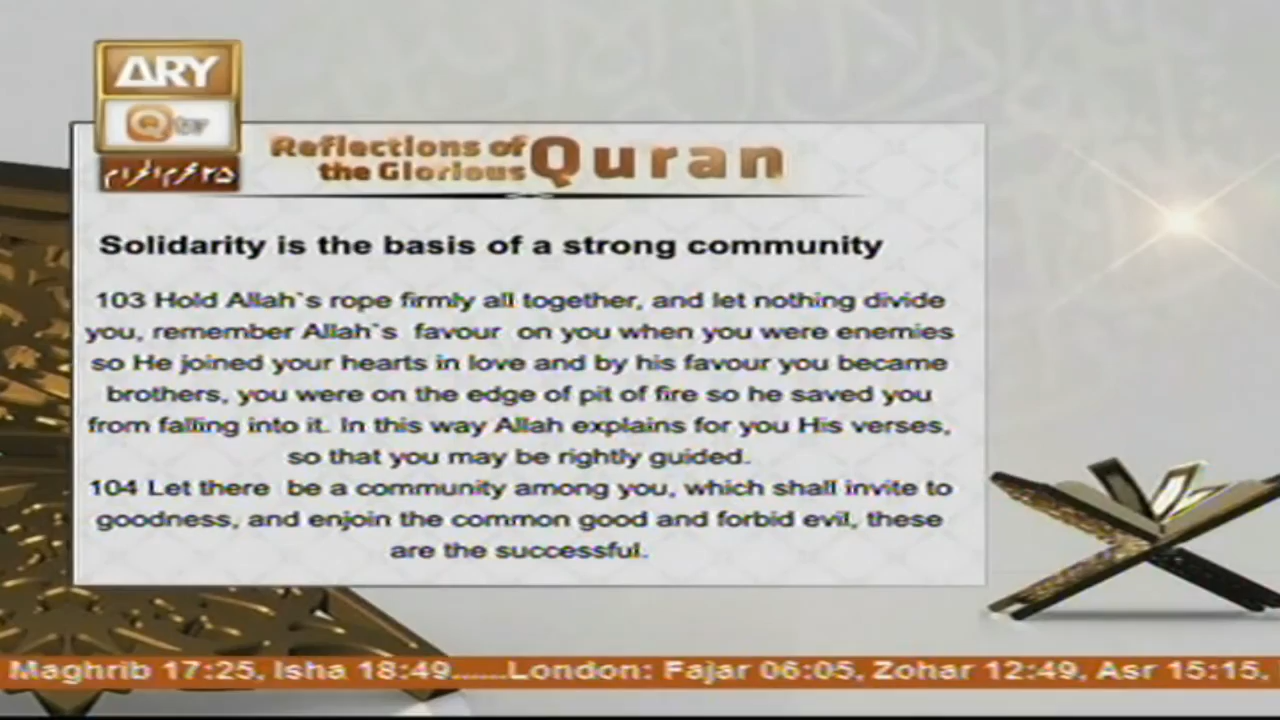 ARY
Qtv
۲۵ محرم الحرام
Reflections of
the Glorious Quran
Solidarity is the basis of a strong community
103 Hold Allah`s rope firmly all together, and let nothing divide
you, remember Allah`s favour on you when you were enemies
so He joined your hearts in love and by his favour you became
brothers, you were on the edge of pit of fire so he saved you
from falling into it. In this way Allah explains for you His verses,
so that you may be rightly guided.
104 Let there be a community among you, which shall invite to
goodness, and enjoin the common good and forbid evil, these
are the successful.
Maghrib 17:25, Isha 18:49......London: Fajar 06:05, Zohar 12:49, Asr 15:15,